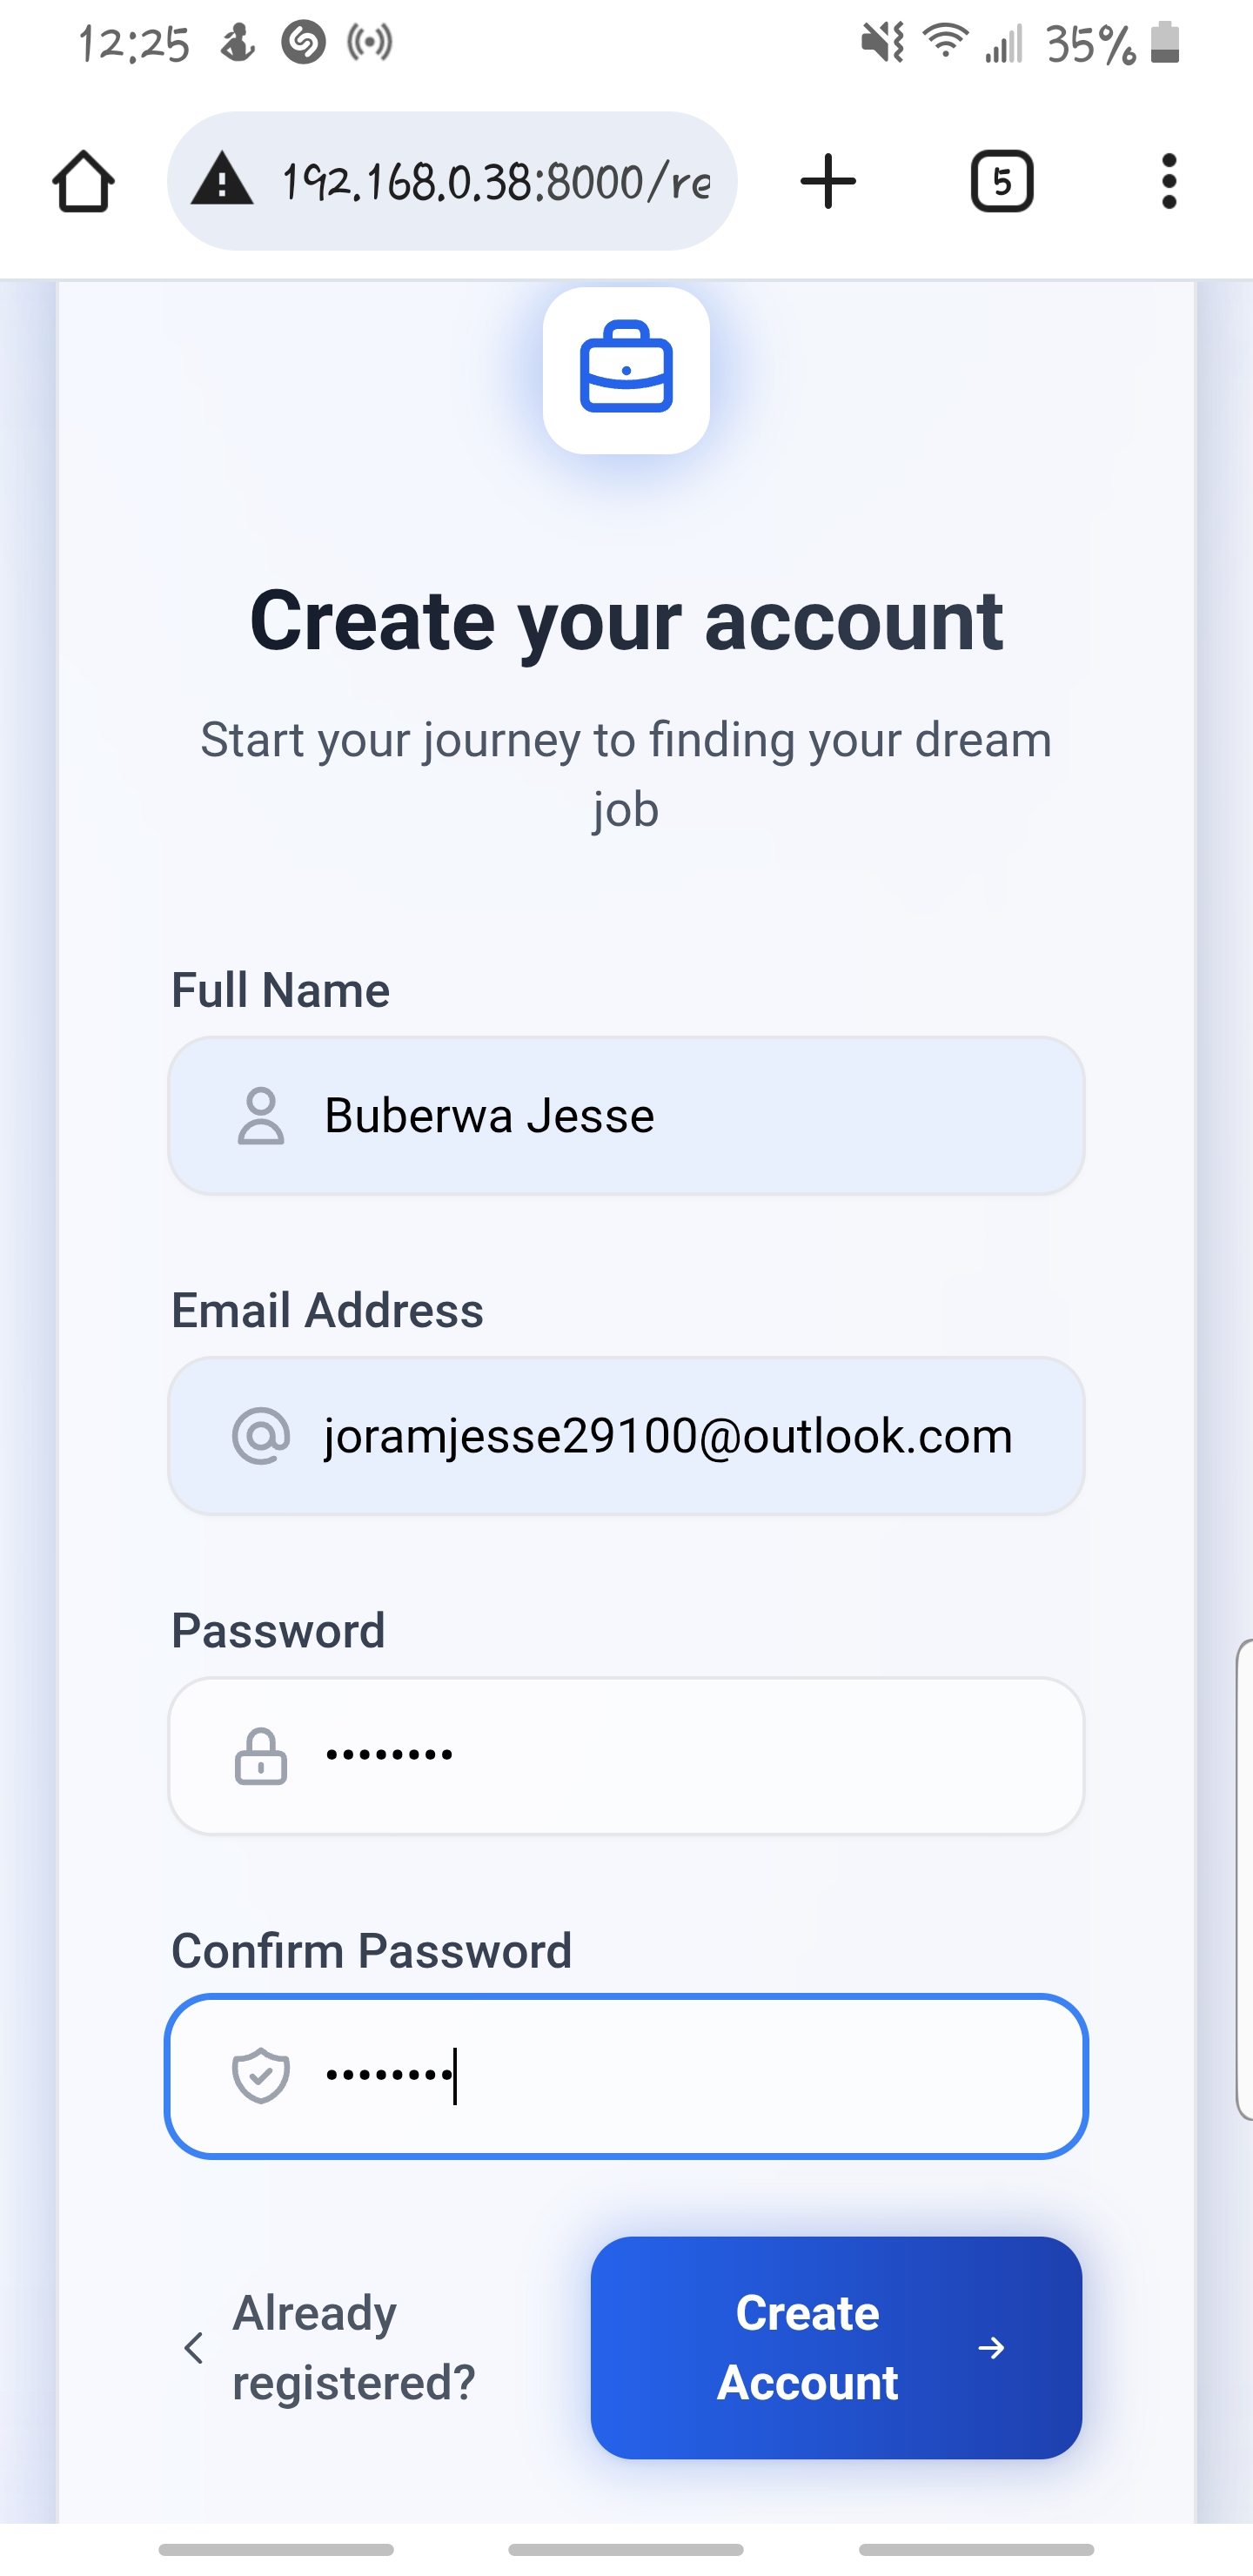 12:25
35%
192.168.0.38:8000/re
5
Create your account
Start your journey to finding your dream
job
Full Name
Buberwa Jesse
Email Address
joramjesse29100@outlook.com
Password
••••••••
Confirm Password
••••••••
Already
registered?
Create
Account